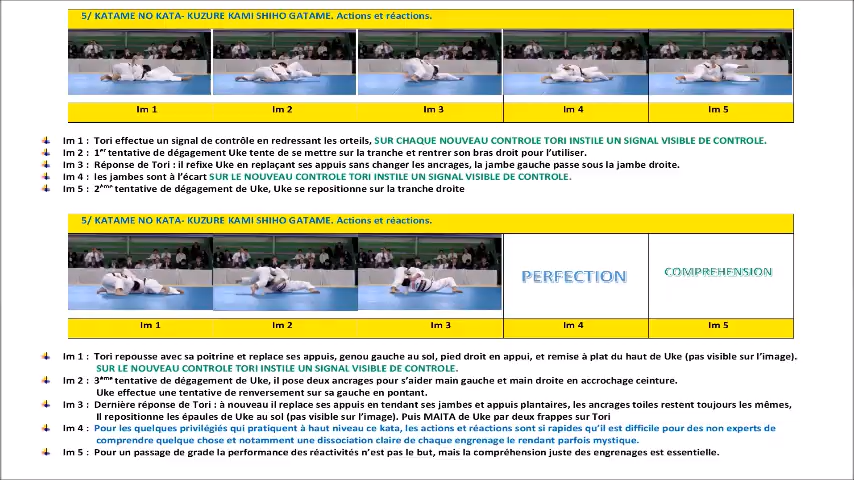 5/ KATAME NO KATA- KUZURE KAMI SHIHO GATAME. Actions et réactions.
Im 1 Im 2 Im 3 Im 4 Im 5
Im 1 : Tori effectue un signal de contrôle en redressant les orteils, SUR CHAQUE NOUVEAU CONTROLE TORI INSTILE UN SIGNAL VISIBLE DE CONTROLE.
Im 2 : 1er tentative de dégagement Uke tente de se mettre sur la tranche et rentrer son bras droit pour l'utiliser.
Im 3 : Réponse de Tori : il refixe Uke en replaçant ses appuis sans changer les ancrages, la jambe gauche passe sous la jambe droite.
Im 4 : les jambes sont à l'écart SUR LE NOUVEAU CONTROLE TORI INSTILE UN SIGNAL VISIBLE DE CONTROLE.
Im 5 : 2ème tentative de dégagement de Uke, Uke se repositionne sur la tranche droite
5/ KATAME NO KATA- KUZURE KAMI SHIHO GATAME. Actions et réactions.
PERFECTION COMPREHENSION
Im 1 Im 2 Im 3 Im 4 Im 5
Im 1 : Tori repousse avec sa poitrine et replace ses appuis, genou gauche au sol, pied droit en appui, et remise à plat du haut de Uke (pas visible sur l'image).
SUR LE NOUVEAU CONTROLE TORI INSTILE UN SIGNAL VISIBLE DE CONTROLE.
Im 2 : 3ème tentative de dégagement de Uke, il pose deux ancrages pour s'aider main gauche et main droite en accrochage ceinture.
Uke effectue une tentative de renversement sur sa gauche en pontant.
Im 3 : Dernière réponse de Tori : à nouveau il replace ses appuis en tendant ses jambes et appuis plantaires, les ancrages toiles restent toujours les mêmes,
Il repositionne les épaules de Uke au sol (pas visible sur l'image). Puis MAITA de Uke par deux frappes sur Tori
Im 4 : Pour les quelques privilégiés qui pratiquent à haut niveau ce kata, les actions et réactions sont si rapides qu'il est difficile pour des non experts de
comprendre quelque chose et notamment une dissociation claire de chaque engrenage le rendant parfois mystique.
Im 5 : Pour un passage de grade la performance des réactivités n'est pas le but, mais la compréhension juste des engrenages est essentielle.